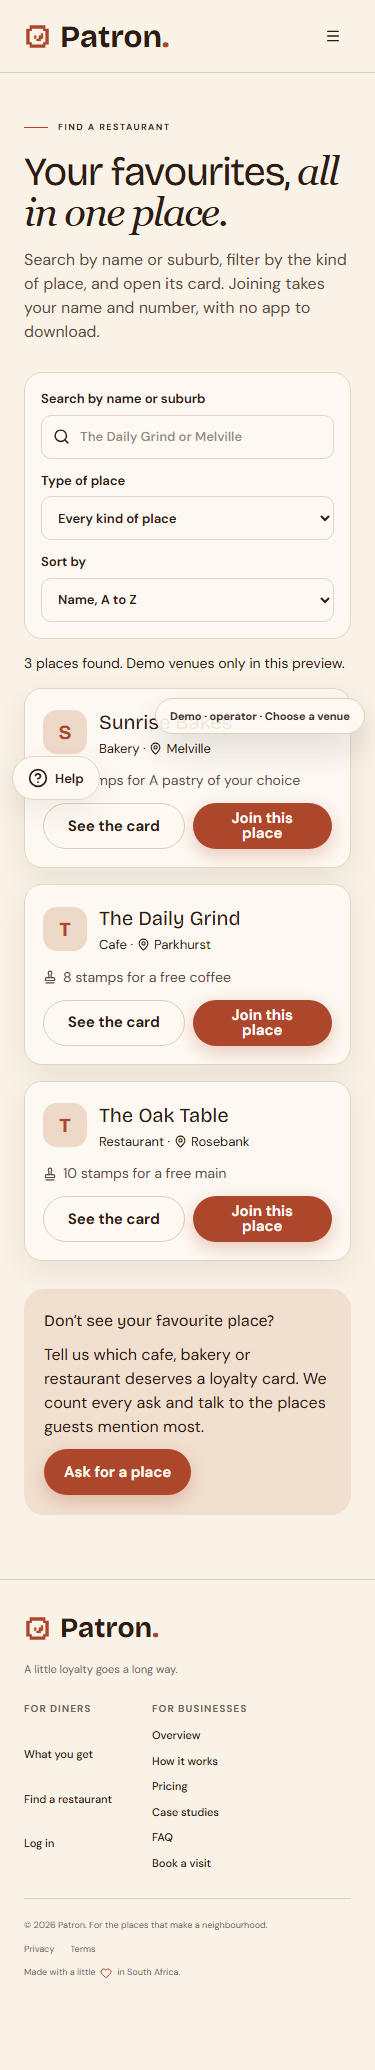 Patron.
FIND A RESTAURANT
Your favourites, all
in one place.
Search by name or suburb, filter by the kind
of place, and open its card. Joining takes
your name and number, with no app to
download.
Search by name or suburb
The Daily Grind or Melville
Type of place
Every kind of place
Sort by
Name, A to Z
3 places found. Demo venues only in this preview.
Demo · operator · Choose a venue
S
Sunrise Bakes
Bakery · Melville
Help
mps for A pastry of your choice
See the card
Join this
place
T
The Daily Grind
Cafe · Parkhurst
8 stamps for a free coffee
See the card
Join this
place
T
The Oak Table
Restaurant · Rosebank
10 stamps for a free main
See the card
Join this
place
Don't see your favourite place?
Tell us which cafe, bakery or
restaurant deserves a loyalty card. We
count every ask and talk to the places
guests mention most.
Ask for a place
Patron.
A little loyalty goes a long way.
FOR DINERS
What you get
Find a restaurant
Log in
FOR BUSINESSES
Overview
How it works
Pricing
Case studies
FAQ
Book a visit
© 2026 Patron. For the places that make a neighbourhood.
Privacy Terms
Made with a little in South Africa.